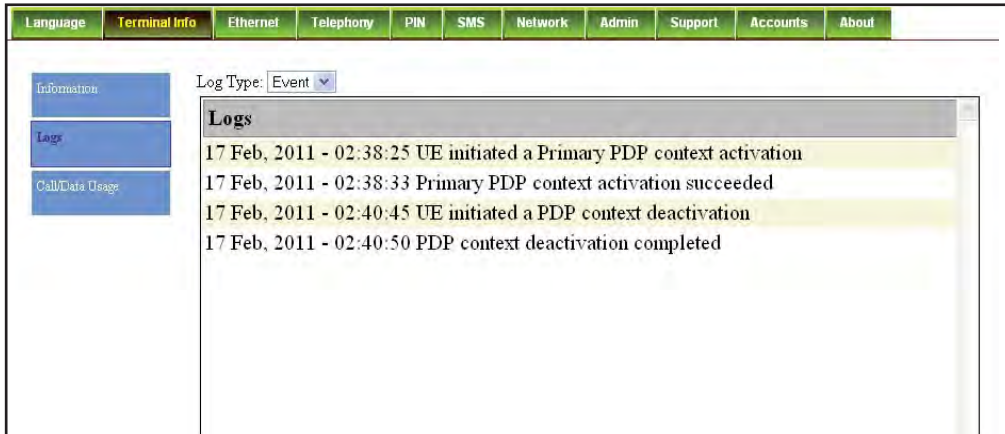 Language Terminal Info Ethernet Telephony PIN SMS Network Admin Support Accounts About
Information
Logs
Call/Data Usage
Log Type: Event
Logs
17 Feb, 2011 - 02:38:25 UE initiated a Primary PDP context activation
17 Feb, 2011 - 02:38:33 Primary PDP context activation succeeded
17 Feb, 2011 - 02:40:45 UE initiated a PDP context deactivation
17 Feb, 2011 - 02:40:50 PDP context deactivation completed